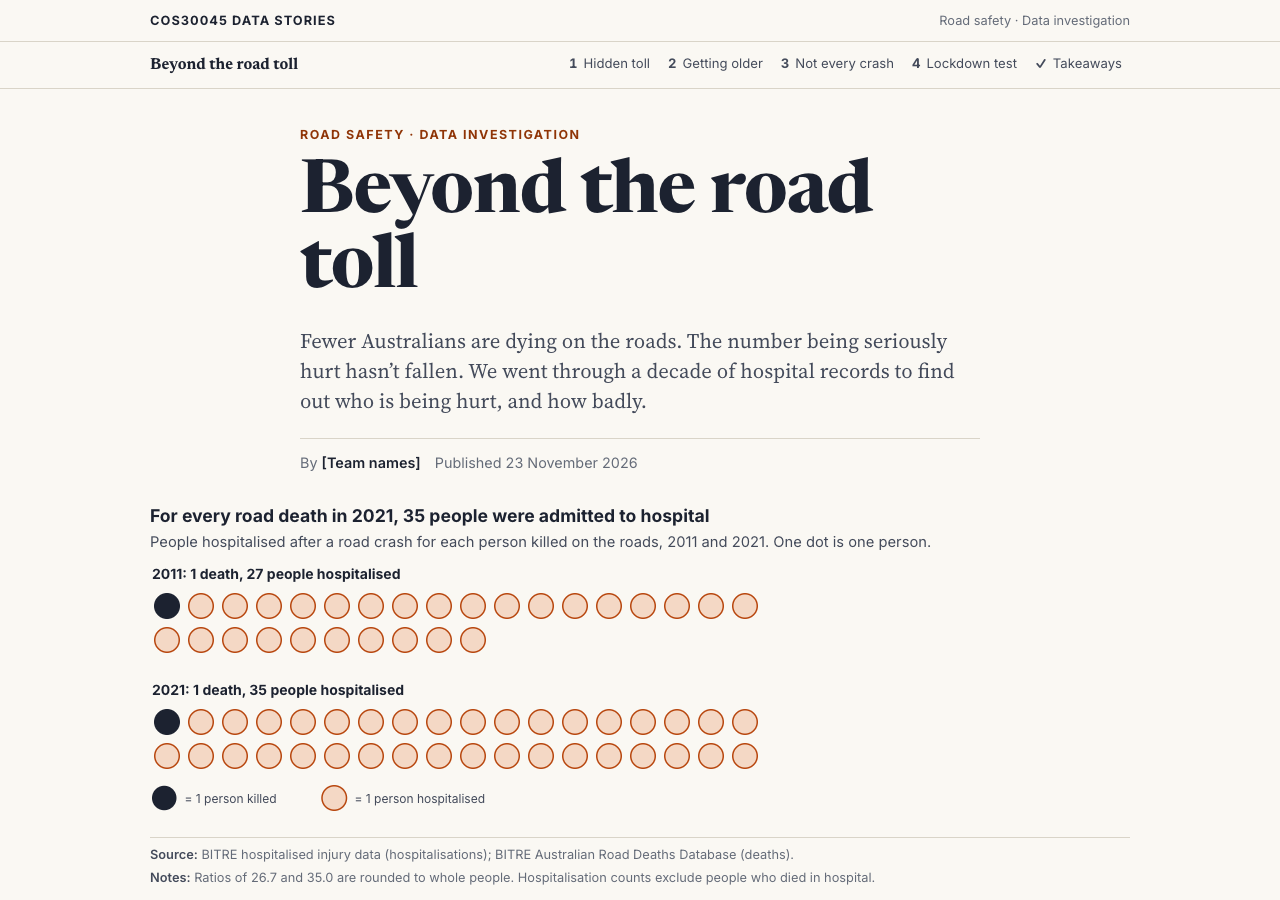 COS30045 DATA STORIES
Road safety · Data investigation
Beyond the road toll
1 Hidden toll 2 Getting older 3 Not every crash 4 Lockdown test ✓ Takeaways
ROAD SAFETY · DATA INVESTIGATION
Beyond the road
toll
Fewer Australians are dying on the roads. The number being seriously
hurt hasn’t fallen. We went through a decade of hospital records to find
out who is being hurt, and how badly.
By [Team names] Published 23 November 2026
For every road death in 2021, 35 people were admitted to hospital
People hospitalised after a road crash for each person killed on the roads, 2011 and 2021. One dot is one person.
2011: 1 death, 27 people hospitalised
2021: 1 death, 35 people hospitalised
= 1 person killed = 1 person hospitalised
Source: BITRE hospitalised injury data (hospitalisations); BITRE Australian Road Deaths Database (deaths).
Notes: Ratios of 26.7 and 35.0 are rounded to whole people. Hospitalisation counts exclude people who died in hospital.